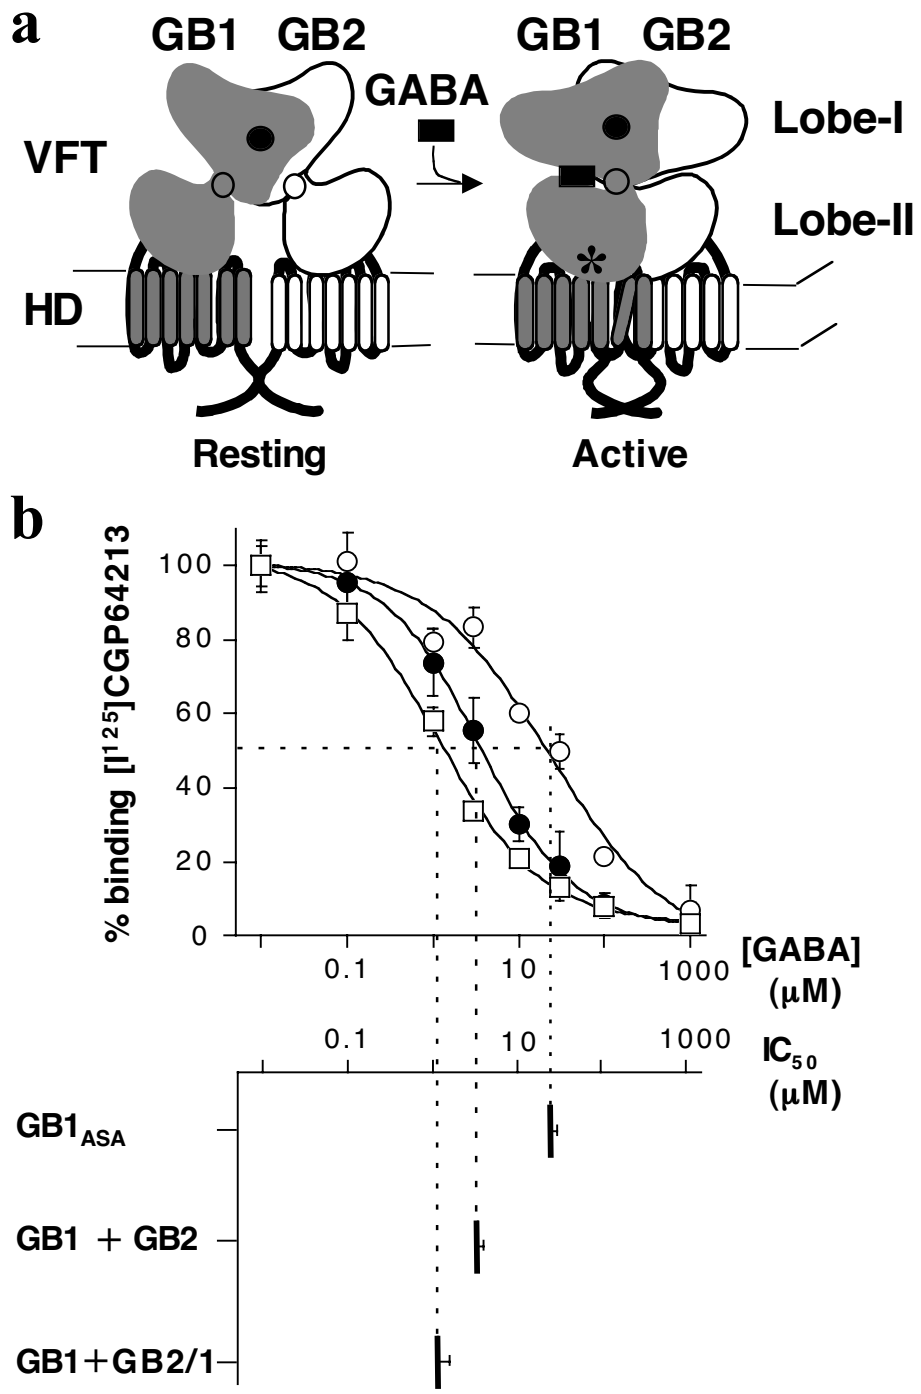 a
GB1 GB2
GB1 GB2
GABA
VFT
Lobe-I
Lobe-II
*
HD
Resting
Active
b
% binding [I¹²⁵]CGP64213
100
80
60
40
20
0
0.1 10 1000
[GABA]
(μM)
0.1 10 1000
IC₅₀
(μM)
GB1ASA
GB1 + GB2
GB1+GB2/1